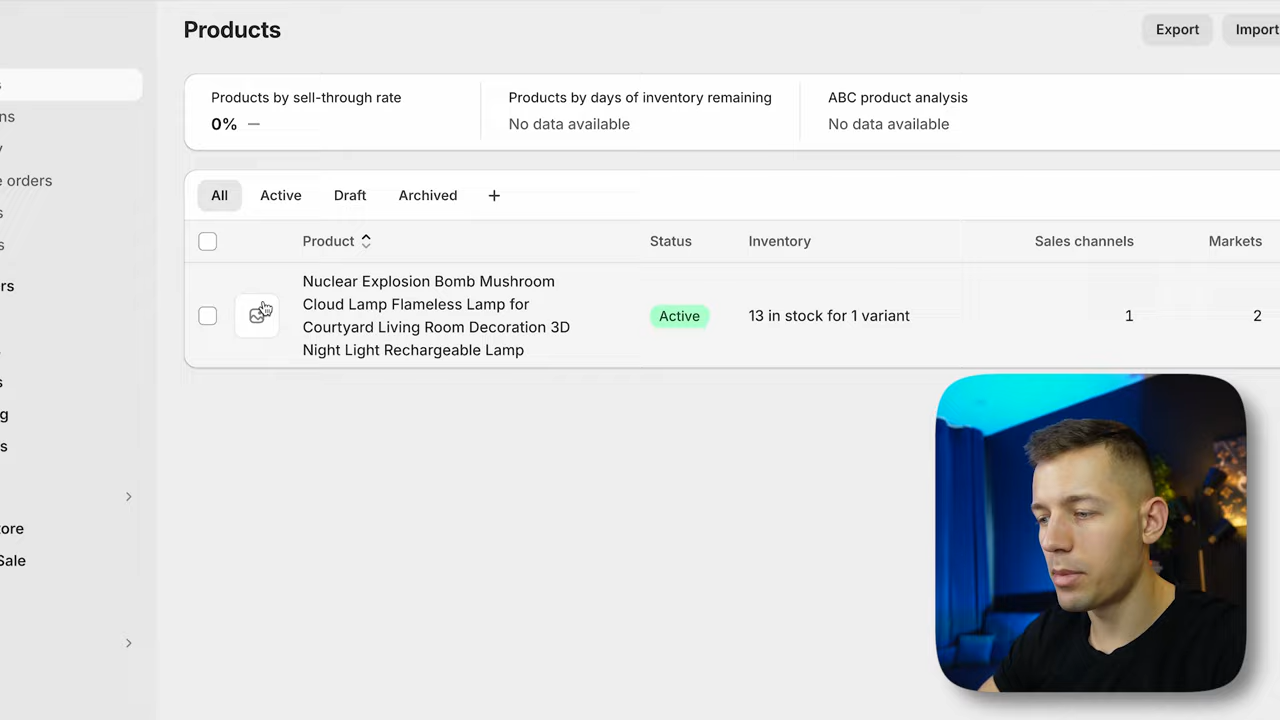 Products
Export
Import
Products by sell-through rate
0% —
Products by days of inventory remaining
No data available
ABC product analysis
No data available
All
Active
Draft
Archived
+
Product
Status
Inventory
Sales channels
Markets
Nuclear Explosion Bomb Mushroom
Cloud Lamp Flameless Lamp for
Courtyard Living Room Decoration 3D
Night Light Rechargeable Lamp
Active
13 in stock for 1 variant
1
2
orders
Sale